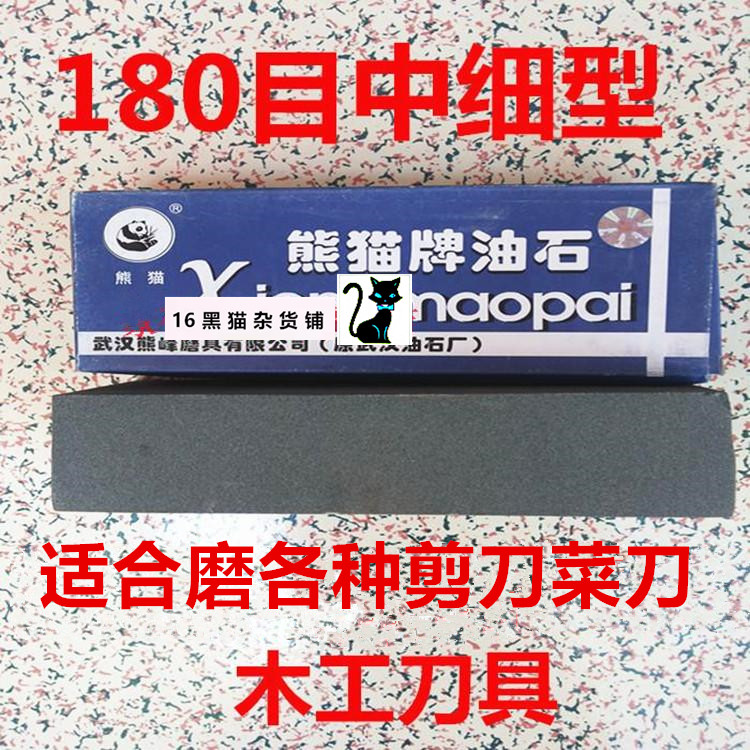 180目中细型
®
熊猫
熊猫牌油石
maopai
16黑猫杂货铺
武汉熊峰磨具有限公司（原武汉油石厂）
适合磨各种剪刀菜刀
木工刀具